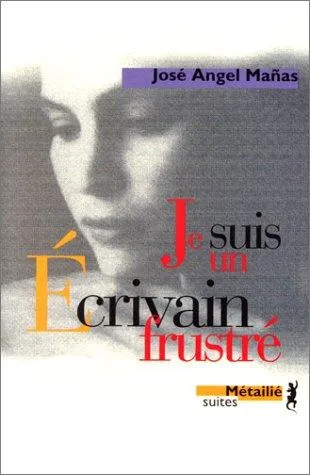 José Angel Mañas
Je suis
un
Écrivain
frustré
Métailié
suites